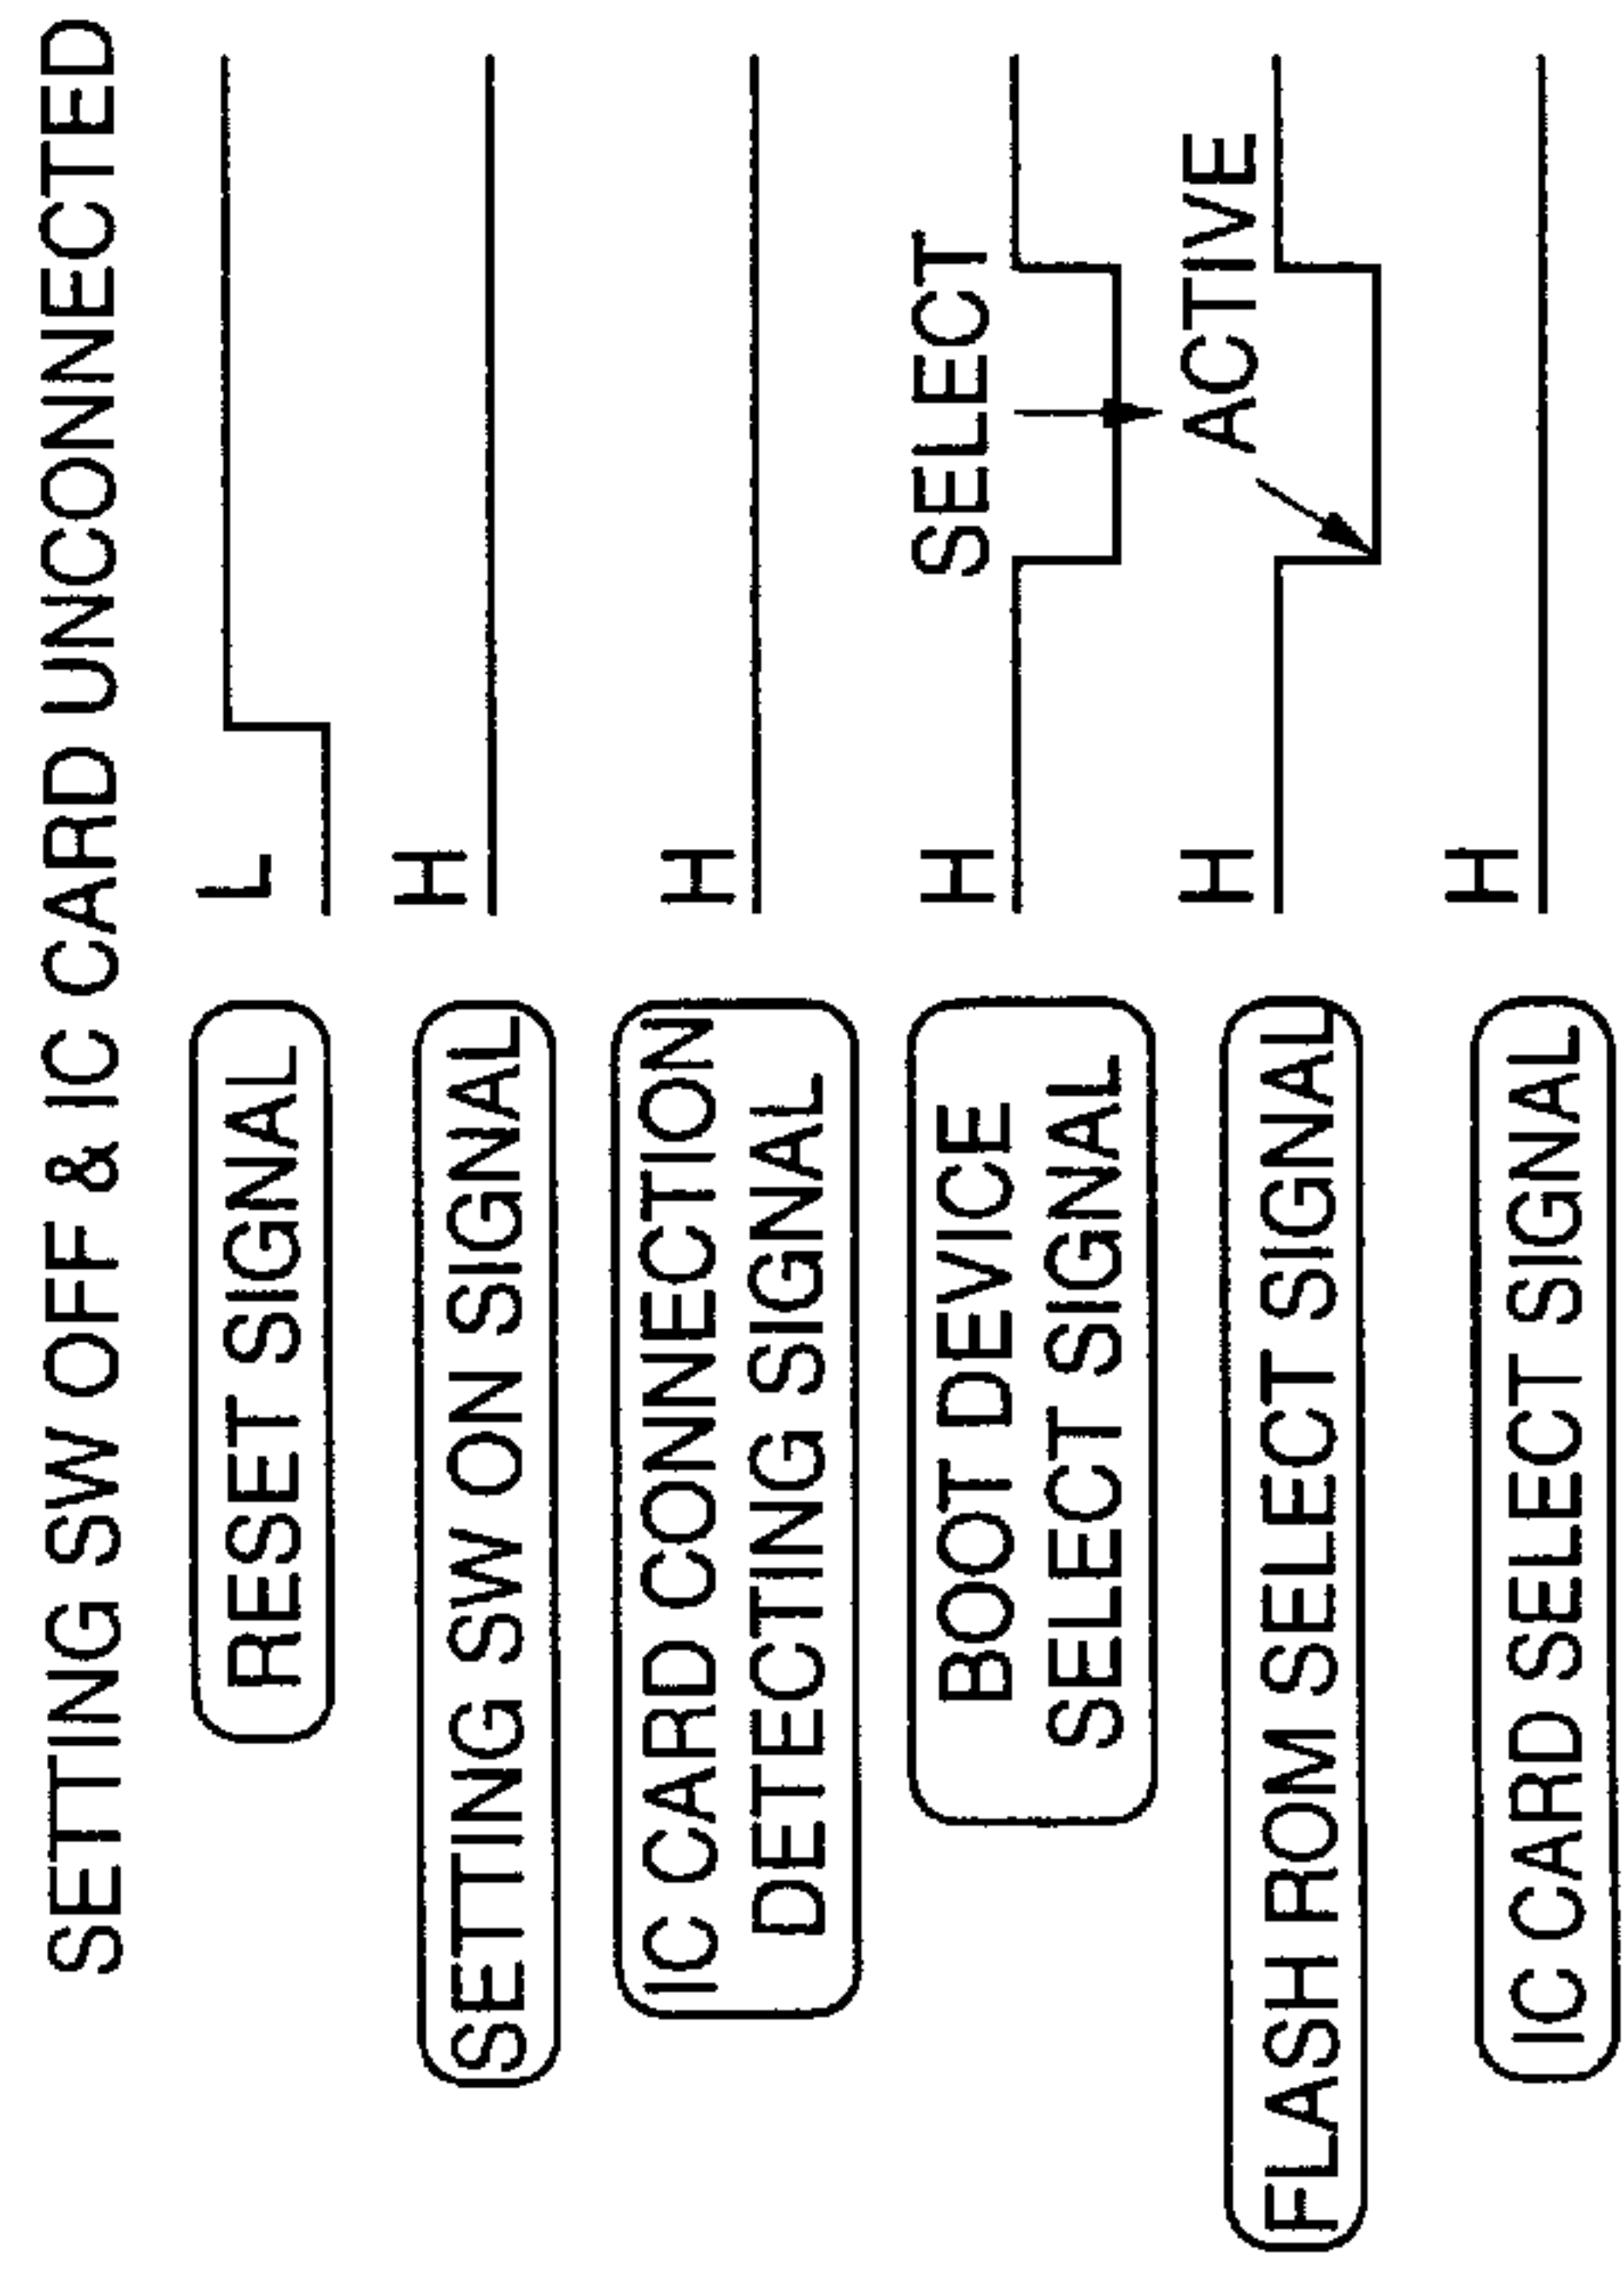 SETTING SW OFF & IC CARD UNCONNECTED
RESET SIGNAL
L
SETTING SW ON SIGNAL
H
IC CARD CONNECTION
DETECTING SIGNAL
H
BOOT DEVICE
SELECT SIGNAL
H
SELECT
FLASH ROM SELECT SIGNAL
H
ACTIVE
IC CARD SELECT SIGNAL
H